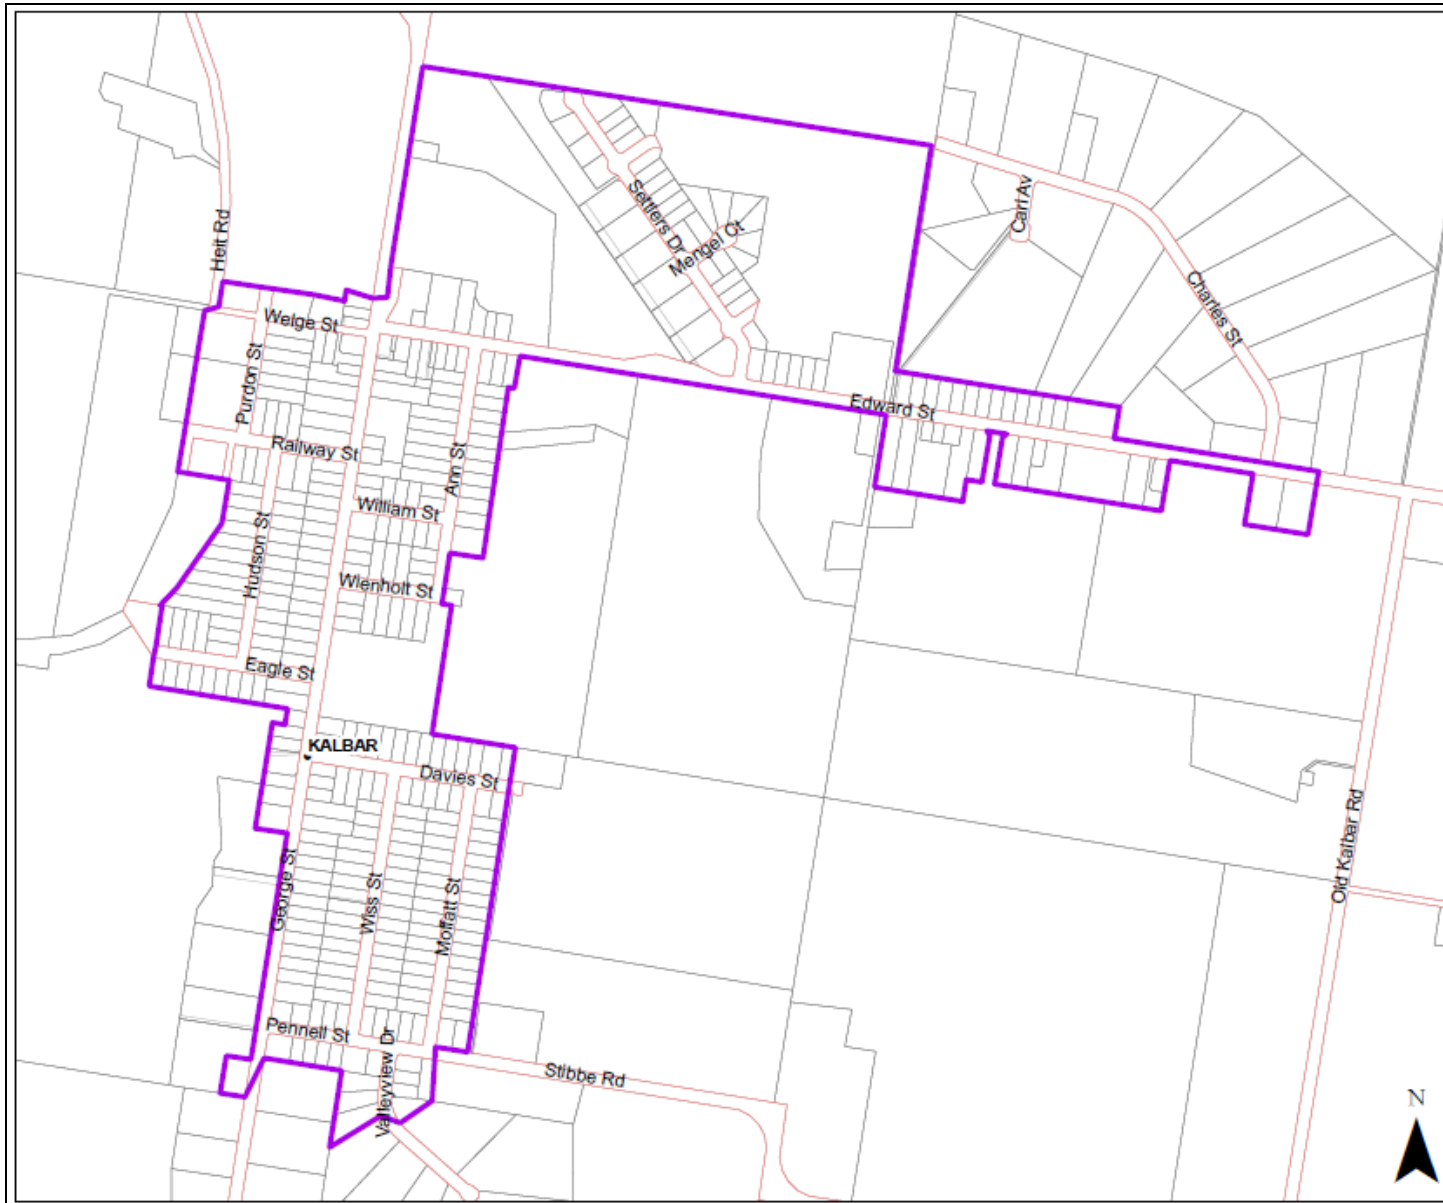 Carl Av
Settlers Dr
Heit Rd
Mengel Ct
Charles St
Welge St
Purdon St
Edward St
Railway St
Ann St
William St
Hudson St
Wienholt St
Eagle St
KALBAR
Davies St
Old Kalbar Rd
George St
Wiss St
Moffatt St
Pennell St
Valleyview Dr
Stibbe Rd
N